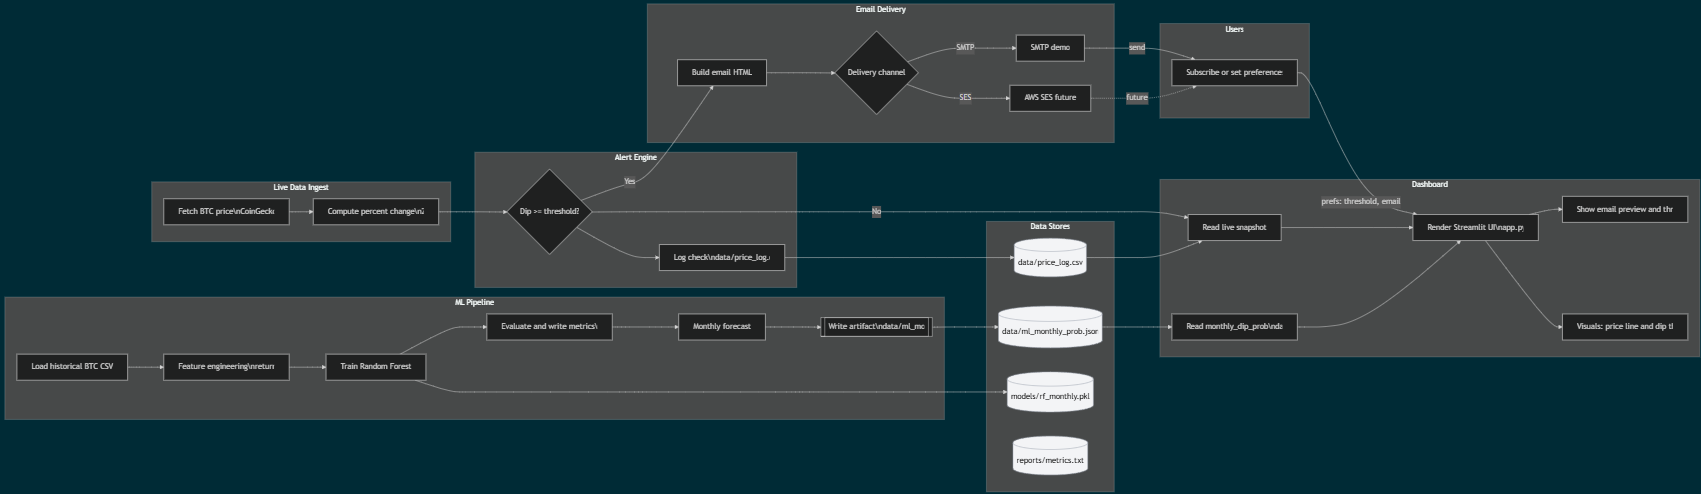 Email Delivery
Build email HTML
Delivery channel
SMTP
SES
SMTP demo
AWS SES future
send
future
Users
Subscribe or set preference
Alert Engine
Dip >= threshold?
Yes
No
Log check\ndata/price_log.
Live Data Ingest
Fetch BTC price\nCoinGeck
Compute percent change\n
Data Stores
data/price_log.csv
data/ml_monthly_prob.json
models/rf_monthly.pkl
reports/metrics.txt
Dashboard
prefs: threshold, email
Read live snapshot
Render Streamlit UI\napp.py
Show email preview and thr
Read monthly_dip_prob\nda
Visuals: price line and dip tl
ML Pipeline
Load historical BTC CSV
Feature engineering\nreturn
Train Random Forest
Evaluate and write metrics\
Monthly forecast
Write artifact\ndata/ml_mo